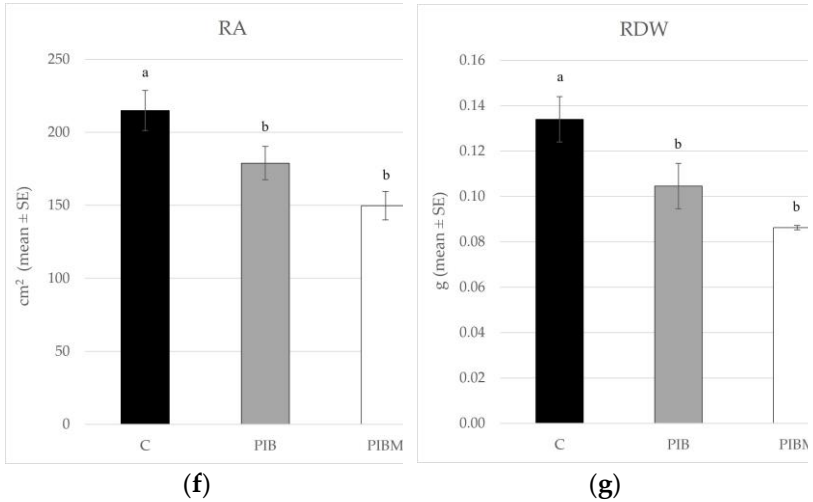 RA
250
200
150
100
50
0
cm² (mean ± SE)
a
b
b
C PIB PIBM
(f)
RDW
0.16
0.14
0.12
0.10
0.08
0.06
0.04
0.02
0.00
g (mean ± SE)
a
b
b
C PIB PIBM
(g)